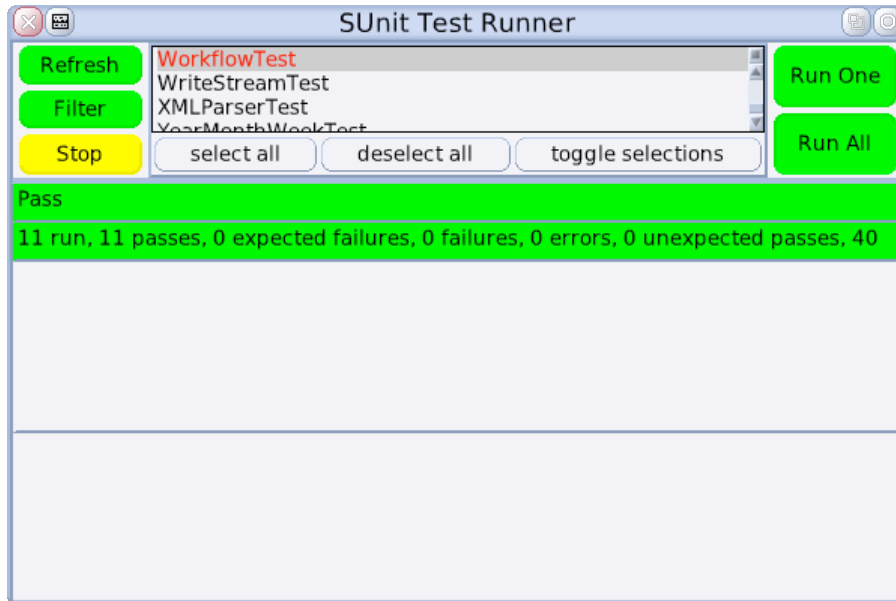 SUnit Test Runner
Refresh
Filter
Stop
WorkflowTest
WriteStreamTest
XMLParserTest
YearMonthWeekTest
select all
deselect all
toggle selections
Run One
Run All
Pass
11 run, 11 passes, 0 expected failures, 0 failures, 0 errors, 0 unexpected passes, 40